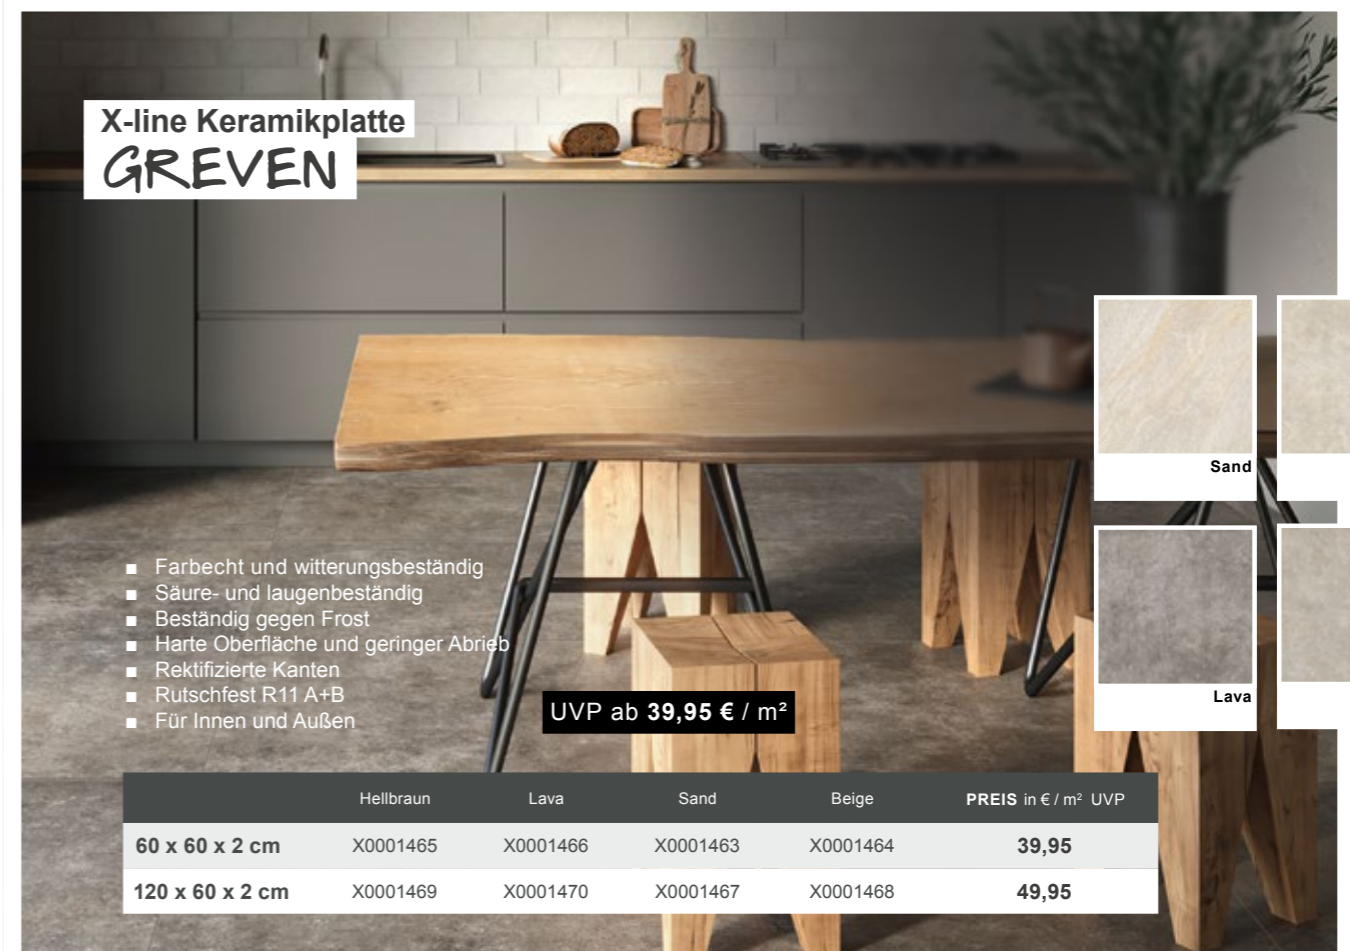 X-line Keramikplatte
GREVEN
Sand
Lava
■ Farbecht und witterungsbeständig
■ Säure- und laugenbeständig
■ Beständig gegen Frost
■ Harte Oberfläche und geringer Abrieb
■ Rektifizierte Kanten
■ Rutschfest R11 A+B
■ Für Innen und Außen
UVP ab 39,95 € / m²
Hellbraun Lava Sand Beige PREIS in € / m² UVP
60 x 60 x 2 cm X0001465 X0001466 X0001463 X0001464 39,95
120 x 60 x 2 cm X0001469 X0001470 X0001467 X0001468 49,95